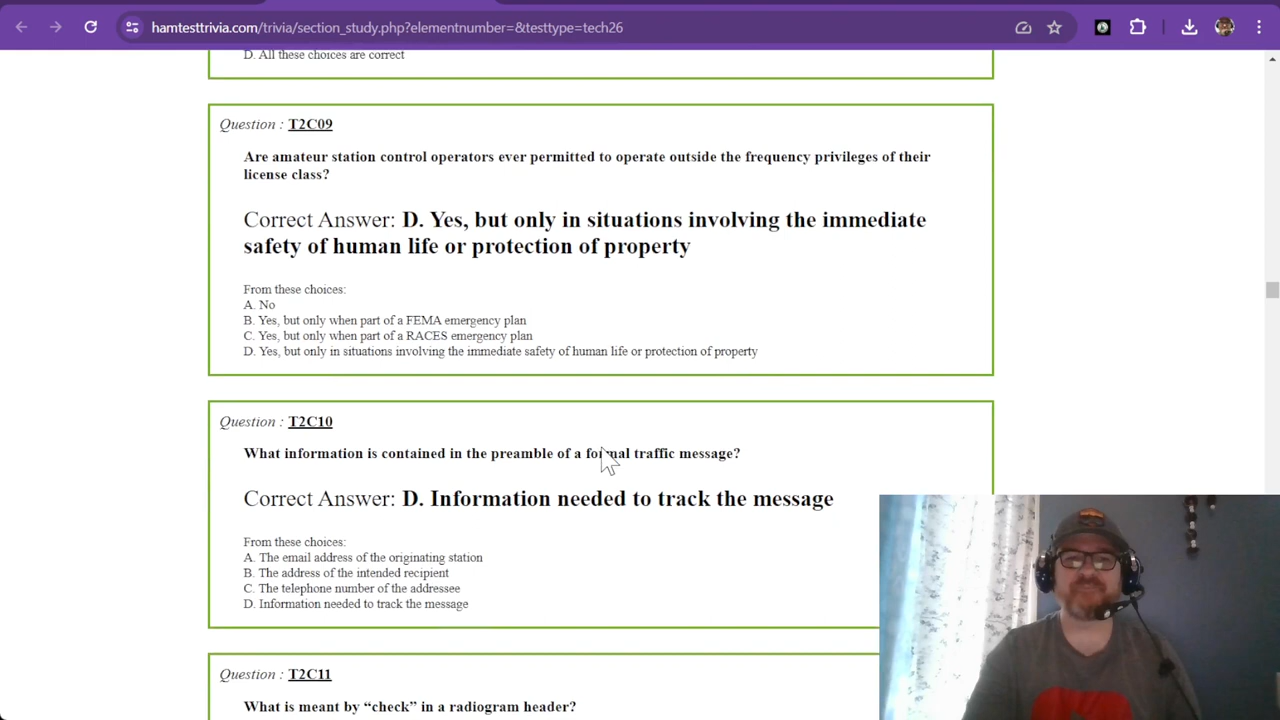 hamtesttrivia.com/trivia/section_study.php?elementnumber=&testtype=tech26
D. All these choices are correct
Question : T2C09
Are amateur station control operators ever permitted to operate outside the frequency privileges of their
license class?
Correct Answer: D. Yes, but only in situations involving the immediate
safety of human life or protection of property
From these choices:
A. No
B. Yes, but only when part of a FEMA emergency plan
C. Yes, but only when part of a RACES emergency plan
D. Yes, but only in situations involving the immediate safety of human life or protection of property
Question : T2C10
What information is contained in the preamble of a formal traffic message?
Correct Answer: D. Information needed to track the message
From these choices:
A. The email address of the originating station
B. The address of the intended recipient
C. The telephone number of the addressee
D. Information needed to track the message
Question : T2C11
What is meant by “check” in a radiogram header?